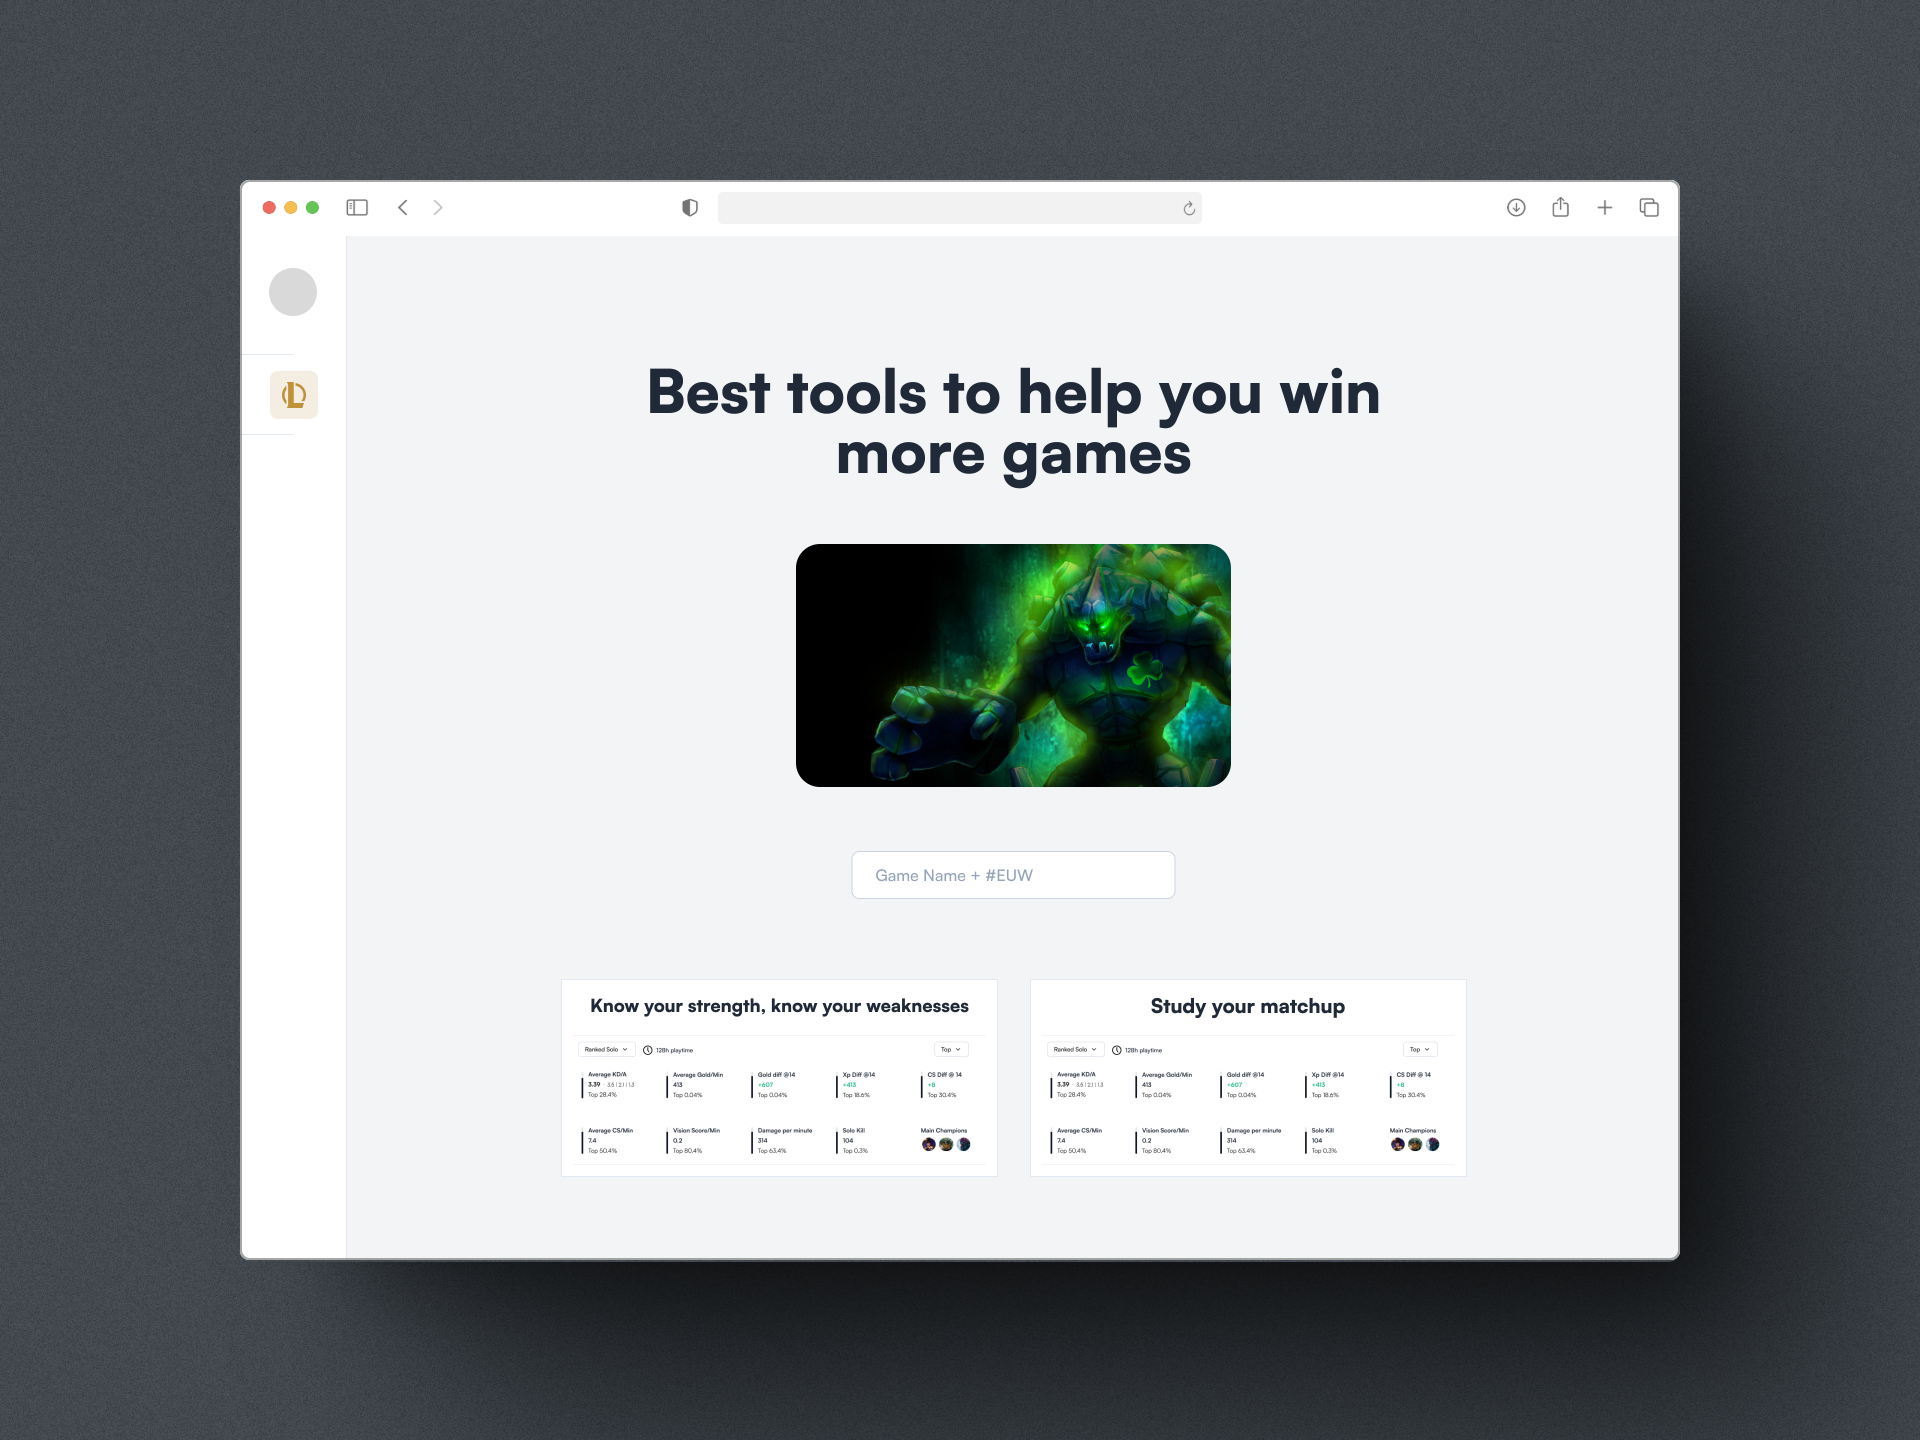 Best tools to help you win
more games
Game Name + #EUW
Know your strength, know your weaknesses
Ranked Solo
128h playtime
Top
Average KD/A
3.39 · 3.6 | 2.1 | 1.3
Top 28.4%
Average Gold/Min
413
Top 0.04%
Gold diff @14
+607
Top 0.04%
Xp Diff @14
+413
Top 18.6%
CS Diff @ 14
+8
Top 30.4%
Average CS/Min
7.4
Top 50.4%
Vision Score/Min
0.2
Top 80.4%
Damage per minute
314
Top 63.4%
Solo Kill
104
Top 0.3%
Main Champions
Study your matchup
Ranked Solo
128h playtime
Top
Average KD/A
3.39 · 3.6 | 2.1 | 1.3
Top 28.4%
Average Gold/Min
413
Top 0.04%
Gold diff @14
+607
Top 0.04%
Xp Diff @14
+413
Top 18.6%
CS Diff @ 14
+8
Top 30.4%
Average CS/Min
7.4
Top 50.4%
Vision Score/Min
0.2
Top 80.4%
Damage per minute
314
Top 63.4%
Solo Kill
104
Top 0.3%
Main Champions